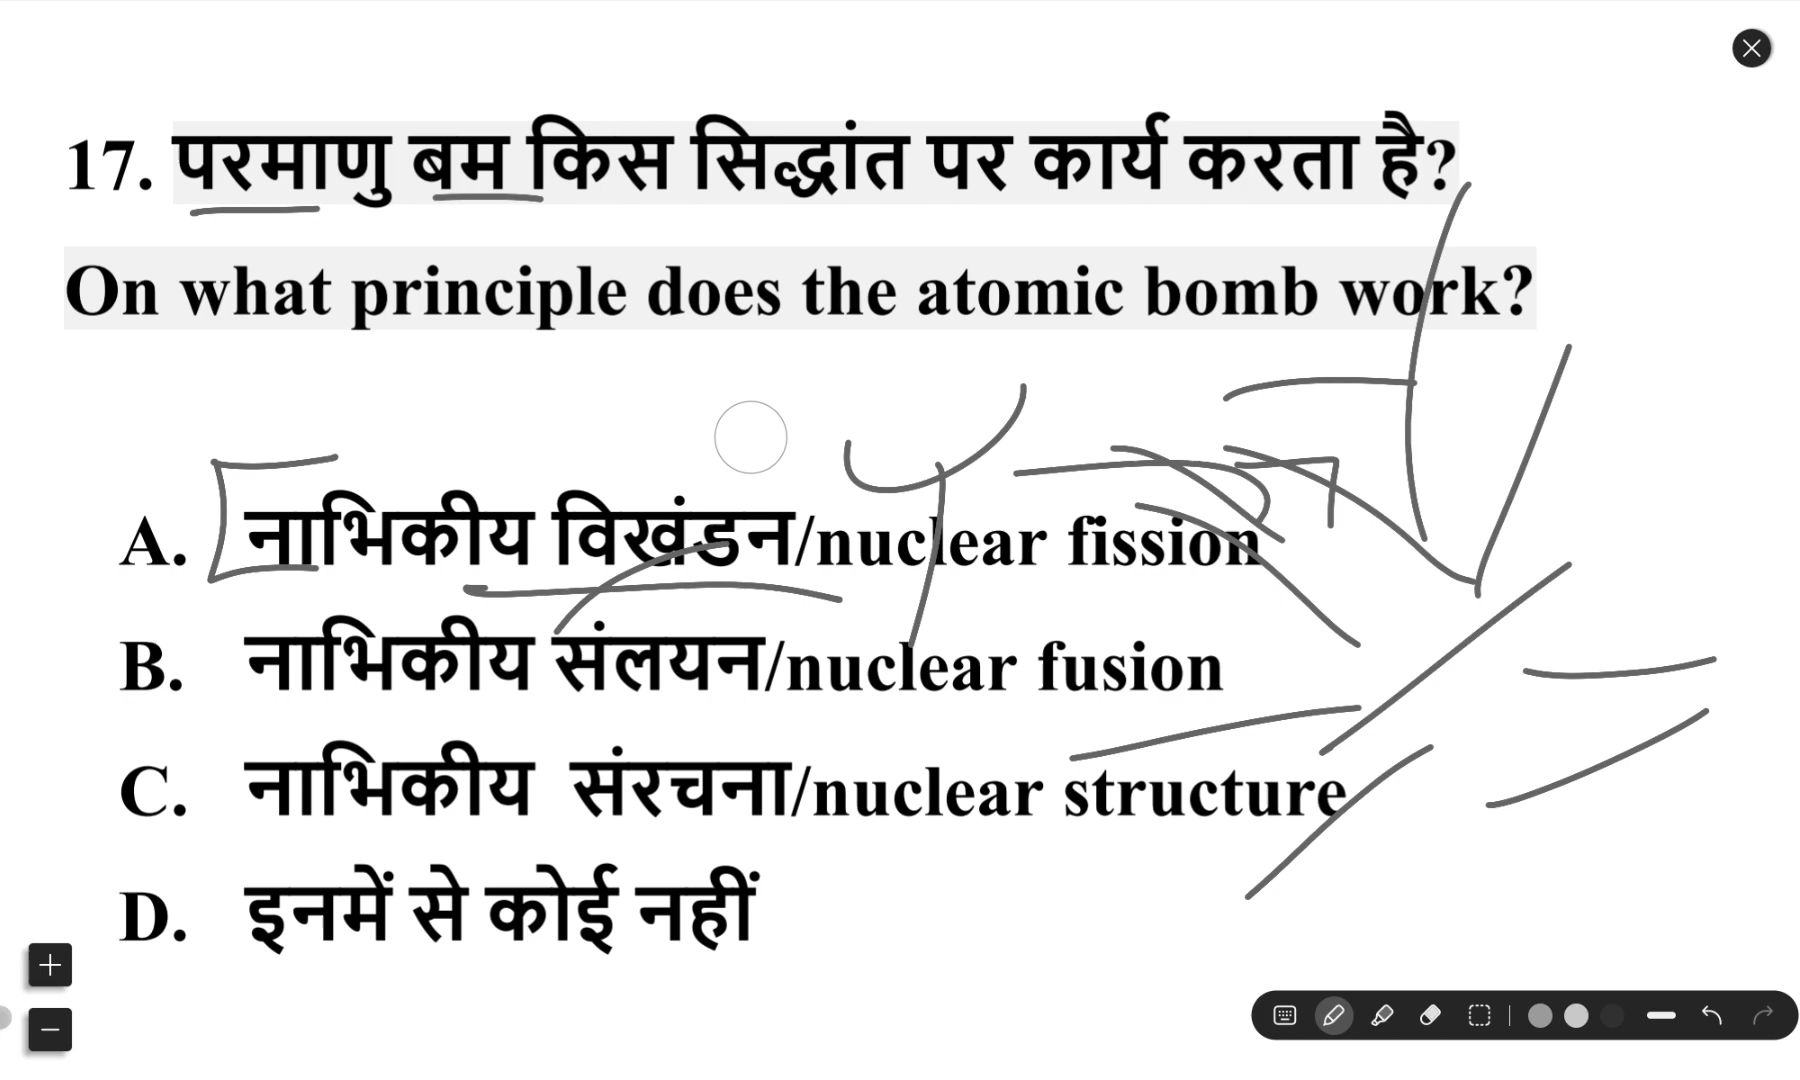 17. परमाणु बम किस सिद्धांत पर कार्य करता है?
On what principle does the atomic bomb work?
A. नाभिकीय विखंडन/nuclear fission
B. नाभिकीय संलयन/nuclear fusion
C. नाभिकीय संरचना/nuclear structure
D. इनमें से कोई नहीं